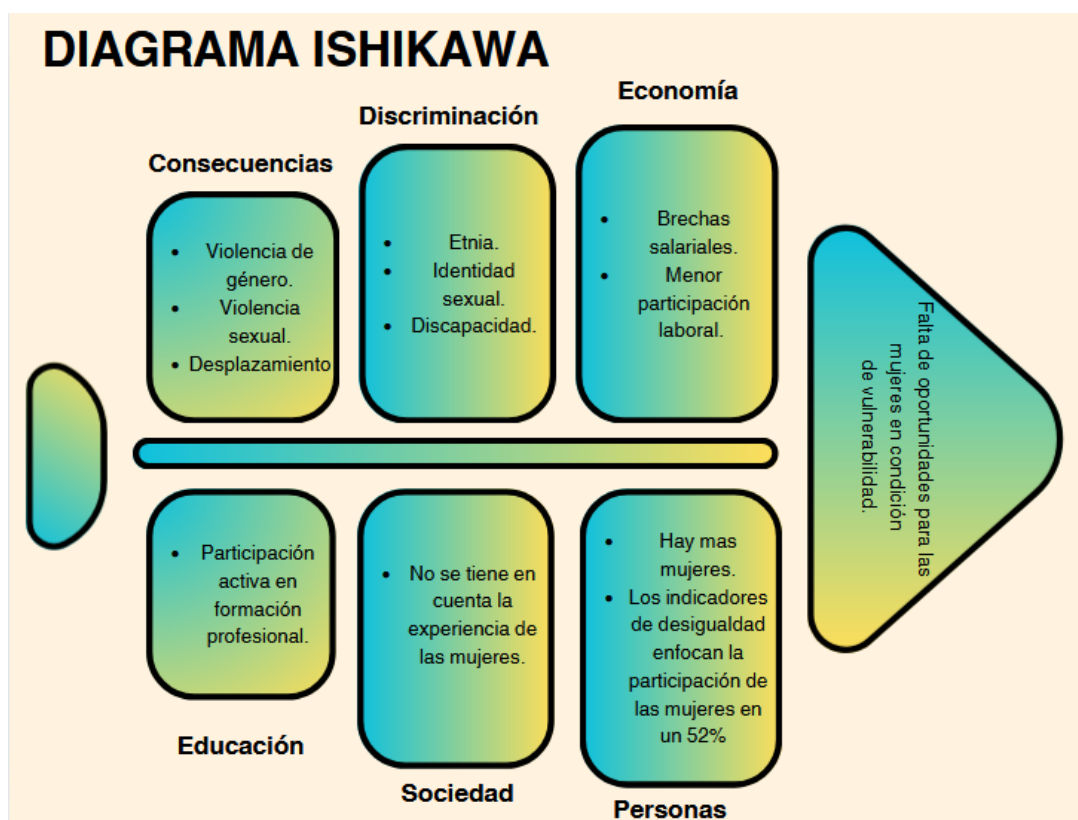 DIAGRAMA ISHIKAWA
Consecuencias
• Violencia de
género.
• Violencia
sexual.
• Desplazamiento
Discriminación
• Etnia.
• Identidad
sexual.
• Discapacidad.
Economía
• Brechas
salariales.
• Menor
participación
laboral.
Falta de oportunidades para las
mujeres en condición
de vulnerabilidad.
• Participación
activa en
formación
profesional.
Educación
• No se tiene en
cuenta la
experiencia de
las mujeres.
Sociedad
• Hay mas
mujeres.
• Los indicadores
de desigualdad
enfocan la
participación de
las mujeres en
un 52%
Personas